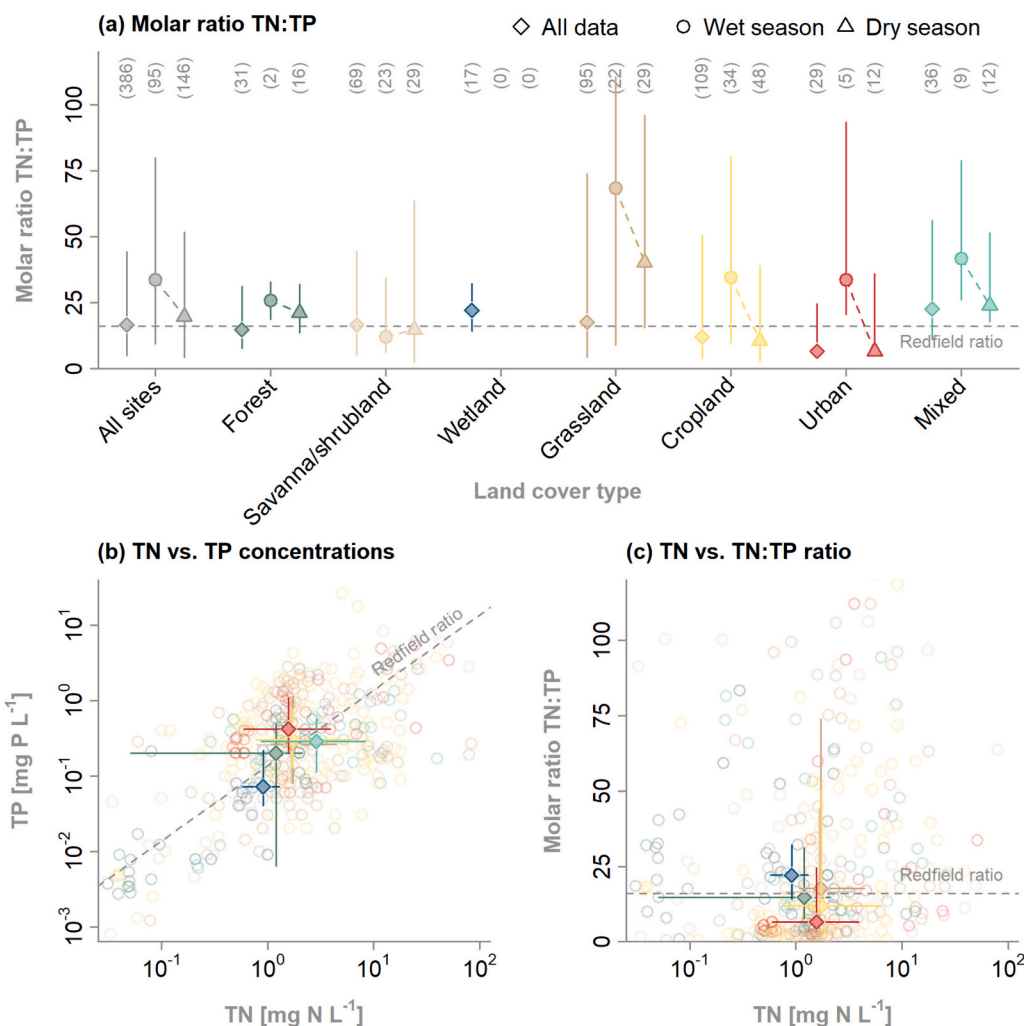 (a) Molar ratio TN:TP
All data
Wet season
Dry season
(386)
(95)
(146)
(31)
(2)
(16)
(69)
(23)
(29)
(17)
(0)
(0)
(95)
(22)
(29)
(109)
(34)
(48)
(29)
(5)
(12)
(36)
(9)
(12)
Molar ratio TN:TP
100
75
50
25
0
Redfield ratio
All sites
Forest
Savanna/shrubland
Wetland
Grassland
Cropland
Urban
Mixed
Land cover type
(b) TN vs. TP concentrations
TP [mg P L⁻¹]
10¹
10⁰
10⁻¹
10⁻²
10⁻³
Redfield ratio
10⁻¹
10⁰
10¹
10²
TN [mg N L⁻¹]
(c) TN vs. TN:TP ratio
Molar ratio TN:TP
100
75
50
25
0
Redfield ratio
10⁻¹
10⁰
10¹
10²
TN [mg N L⁻¹]